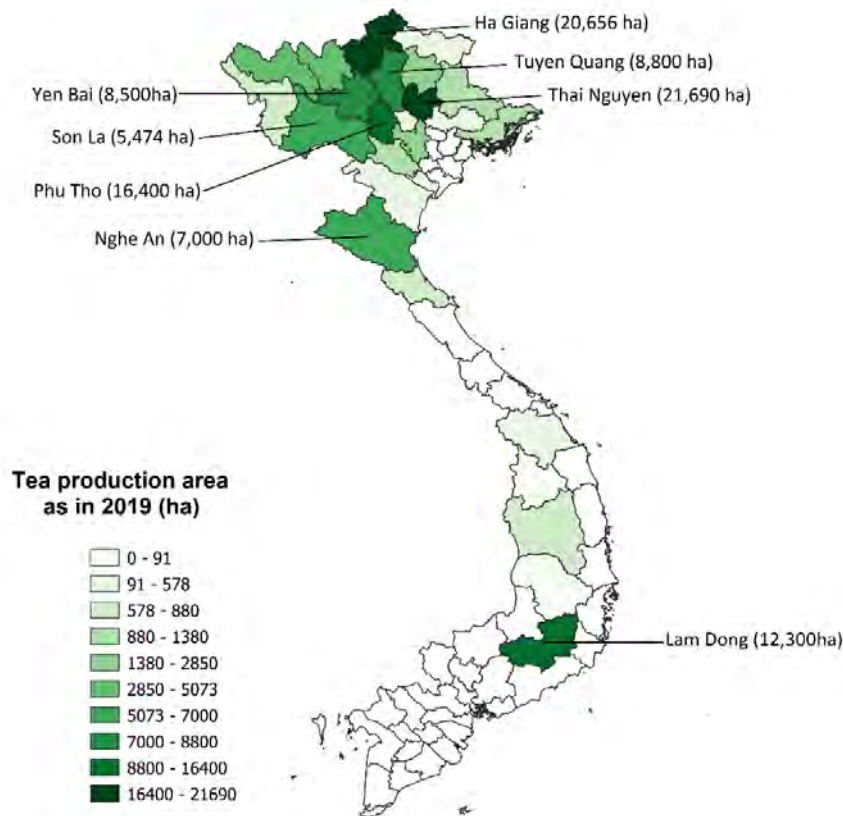 Ha Giang (20,656 ha)
Tuyen Quang (8,800 ha)
Yen Bai (8,500ha)
Thai Nguyen (21,690 ha)
Son La (5,474 ha)
Phu Tho (16,400 ha)
Nghe An (7,000 ha)
Tea production area
as in 2019 (ha)
0 - 91
91 - 578
578 - 880
880 - 1380
1380 - 2850
2850 - 5073
5073 - 7000
7000 - 8800
8800 - 16400
16400 - 21690
Lam Dong (12,300ha)